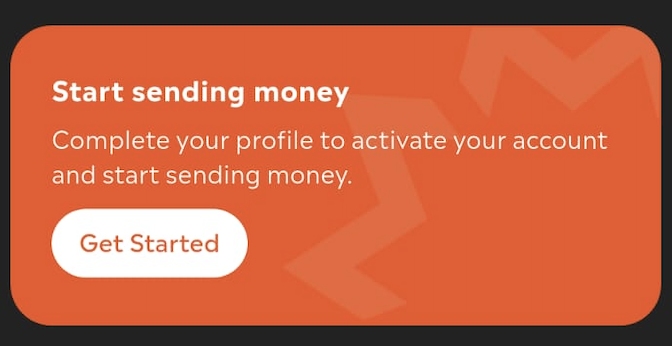 Start sending money
Complete your profile to activate your account
and start sending money.
Get Started